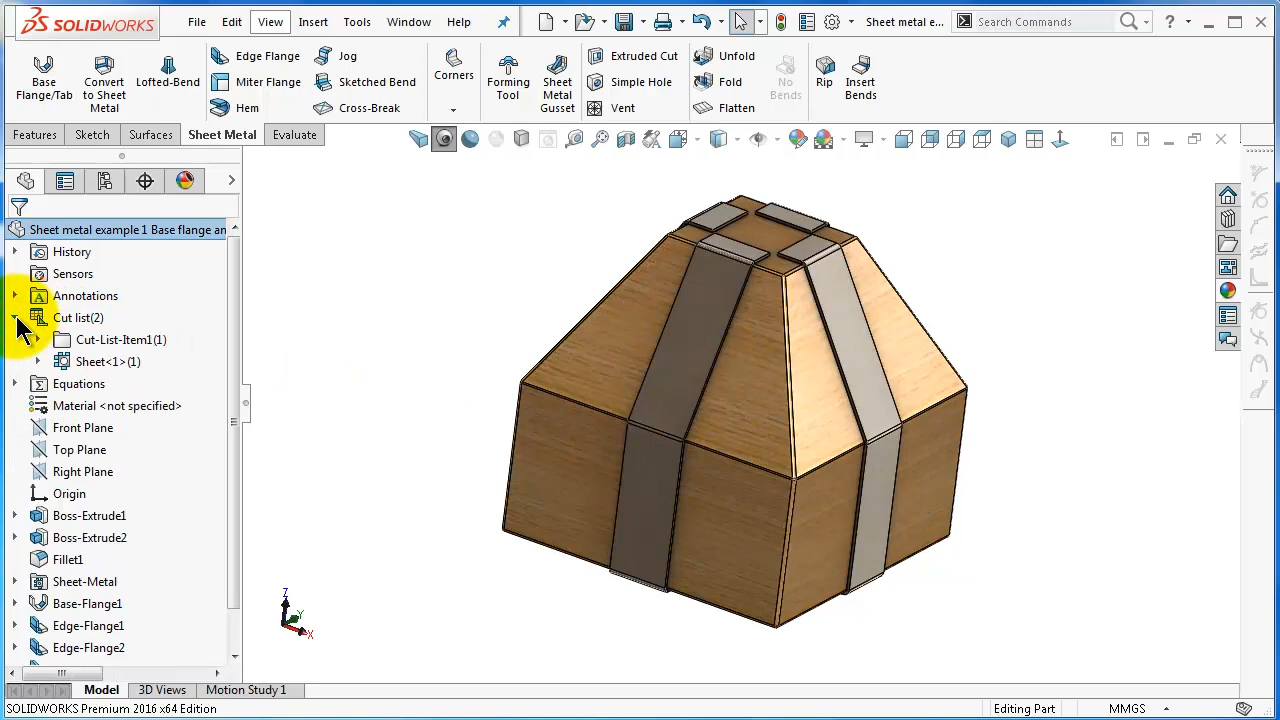 SOLIDWORKS
File Edit View Insert Tools Window Help
Sheet metal e...
Search Commands
?
Base
Flange/Tab
Convert
to Sheet
Metal
Lofted-Bend
Edge Flange
Miter Flange
Hem
Jog
Sketched Bend
Cross-Break
Corners
Forming
Tool
Sheet
Metal
Gusset
Extruded Cut
Simple Hole
Vent
Unfold
Fold
Flatten
No
Bends
Rip
Insert
Bends
Features Sketch Surfaces Sheet Metal Evaluate
Sheet metal example 1 Base flange an
History
Sensors
Annotations
Cut list(2)
Cut-List-Item1(1)
Sheet<1>(1)
Equations
Material <not specified>
Front Plane
Top Plane
Right Plane
Origin
Boss-Extrude1
Boss-Extrude2
Fillet1
Sheet-Metal
Base-Flange1
Edge-Flange1
Edge-Flange2
Z
Y
X
Model 3D Views Motion Study 1
SOLIDWORKS Premium 2016 x64 Edition
Editing Part
MMGS